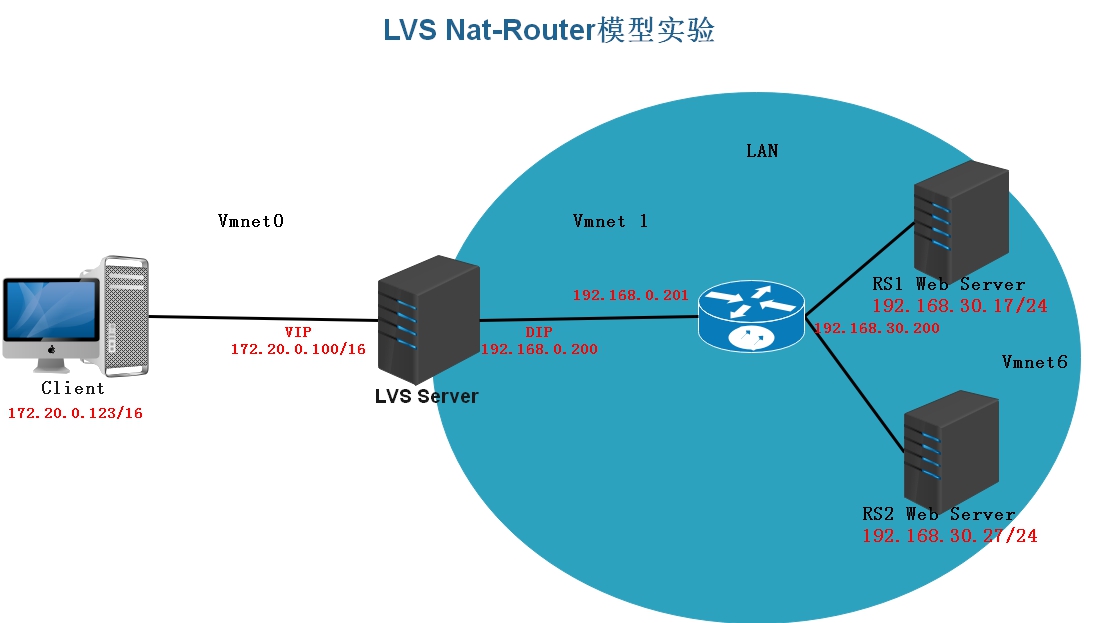 LVS Nat-Router模型实验
LAN
Vmnet0
Vmnet 1
192.168.0.201
RS1 Web Server
192.168.30.17/24
192.168.30.200
VIP
172.20.0.100/16
DIP
192.168.0.200
Vmnet6
Client
172.20.0.123/16
LVS Server
RS2 Web Server
192.168.30.27/24